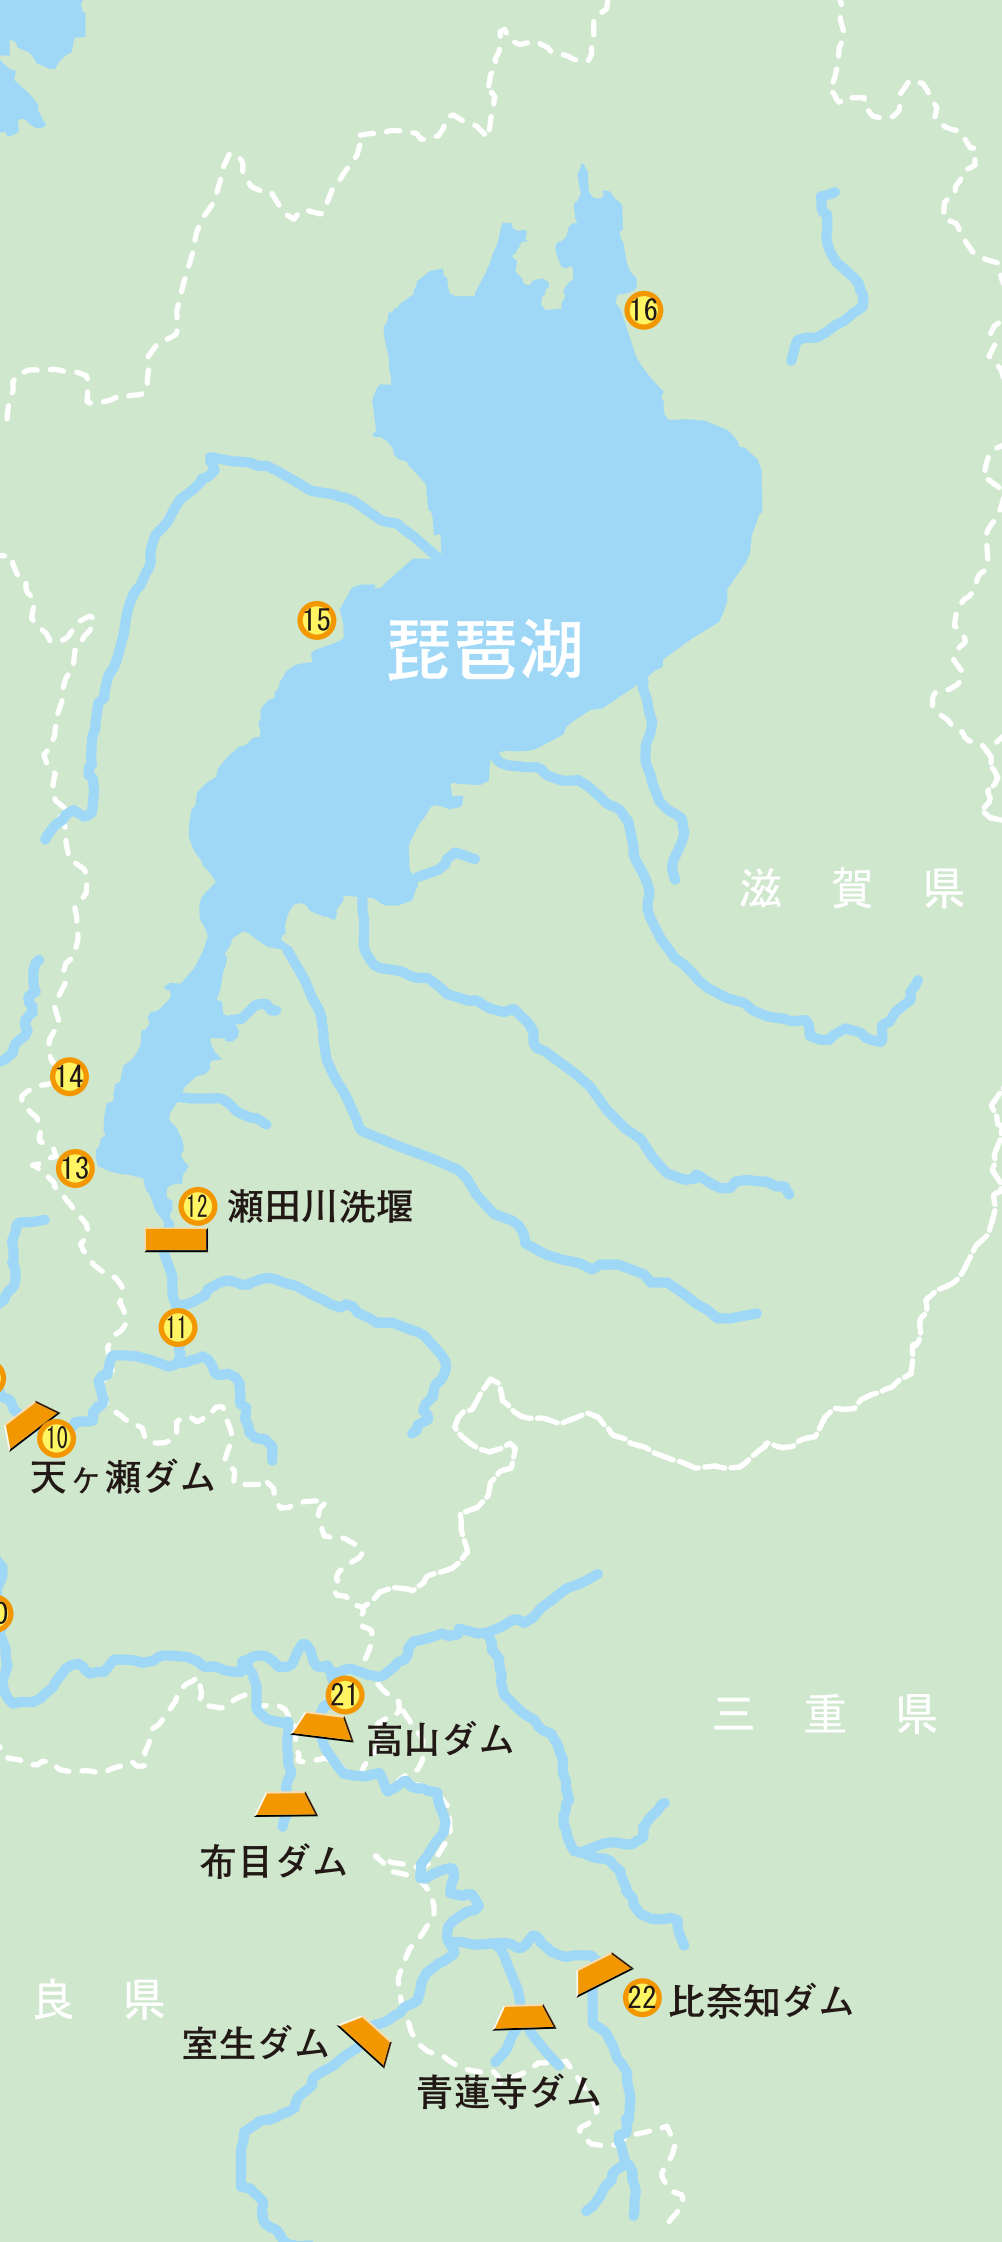 16
15
琵琶湖
滋賀県
14
13
12 瀬田川洗堰
11
10
天ヶ瀬ダム
21
高山ダム
三重県
布目ダム
良県
22 比奈知ダム
室生ダム
青蓮寺ダム